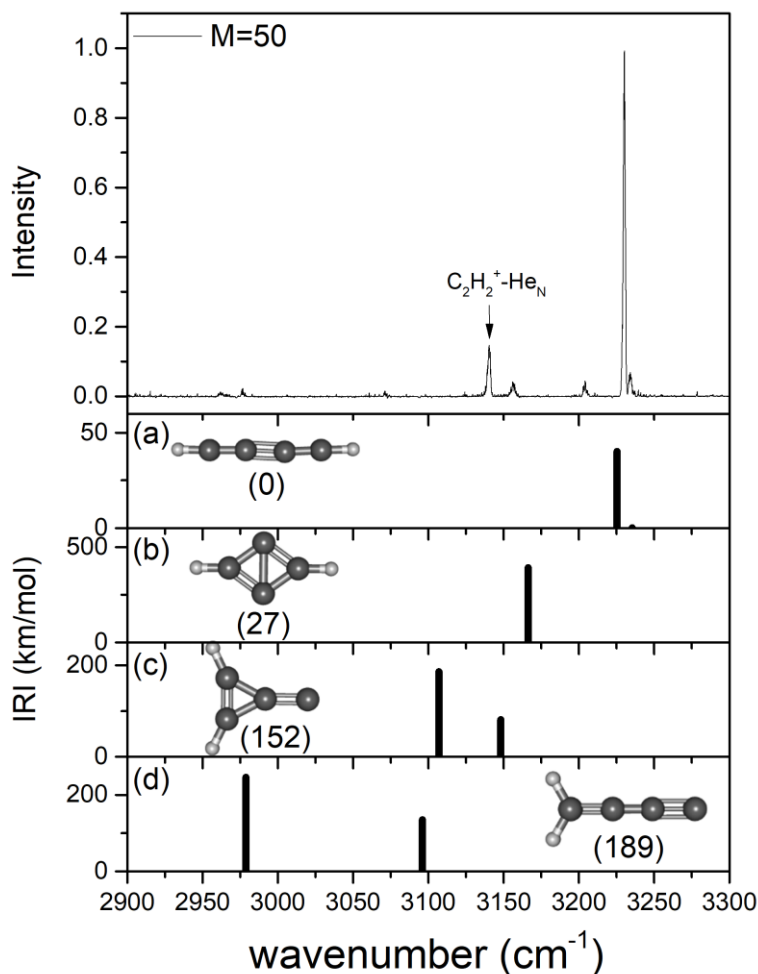 M=50
1.0
0.8
0.6
0.4
0.2
0.0
Intensity
C₂H₂⁺-He_N
(a)
50
0
(0)
(b)
500
0
(27)
(c)
200
0
(152)
(d)
200
0
(189)
IRI (km/mol)
2900 2950 3000 3050 3100 3150 3200 3250 3300
wavenumber (cm⁻¹)